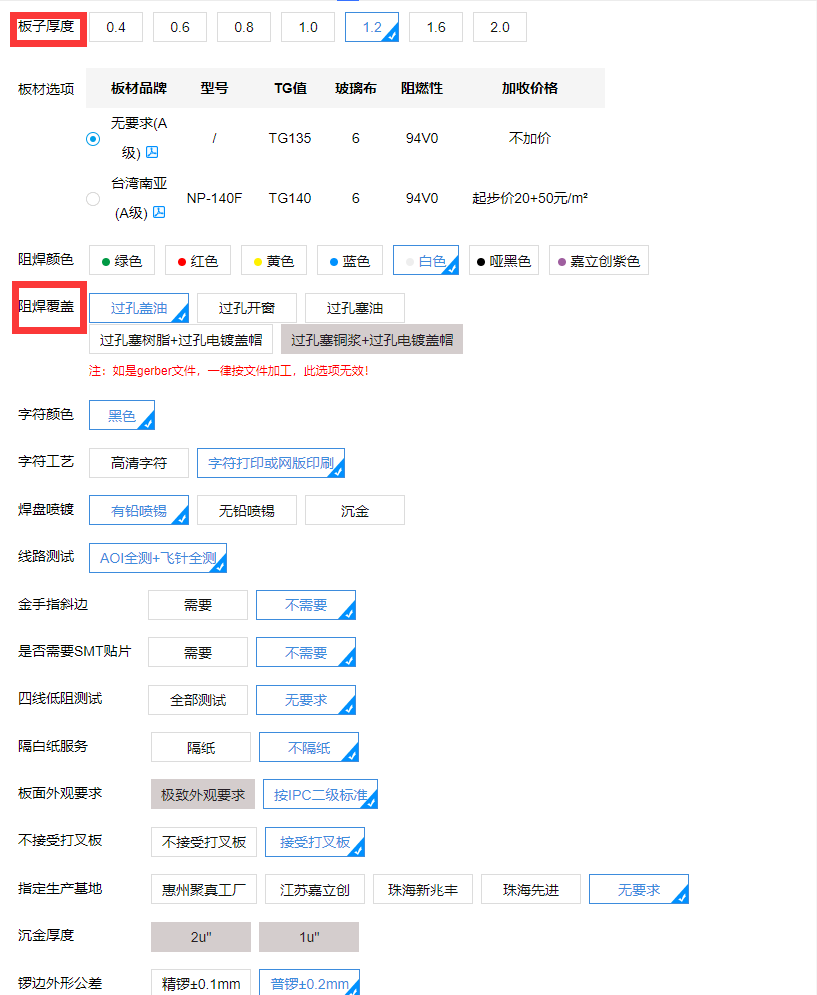 板子厚度 0.4 0.6 0.8 1.0 1.2 1.6 2.0
板材选项 板材品牌 型号 TG值 玻璃布 阻燃性 加收价格
无要求(A
级) / TG135 6 94V0 不加价
台湾南亚
(A级) NP-140F TG140 6 94V0 起步价20+50元/m²
阻焊颜色 绿色 红色 黄色 蓝色 白色 哑黑色 嘉立创紫色
阻焊覆盖 过孔盖油 过孔开窗 过孔塞油
过孔塞树脂+过孔电镀盖帽 过孔塞铜浆+过孔电镀盖帽
注：如是gerber文件，一律按文件加工，此选项无效！
字符颜色 黑色
字符工艺 高清字符 字符打印或网版印刷
焊盘喷镀 有铅喷锡 无铅喷锡 沉金
线路测试 AOI全测+飞针全测
金手指斜边 需要 不需要
是否需要SMT贴片 需要 不需要
四线低阻测试 全部测试 无要求
隔白纸服务 隔纸 不隔纸
板面外观要求 极致外观要求 按IPC二级标准
不接受打叉板 不接受打叉板 接受打叉板
指定生产基地 惠州聚真工厂 江苏嘉立创 珠海新兆丰 珠海先进 无要求
沉金厚度 2u" 1u"
锣边外形公差 精锣±0.1mm 普锣±0.2mm